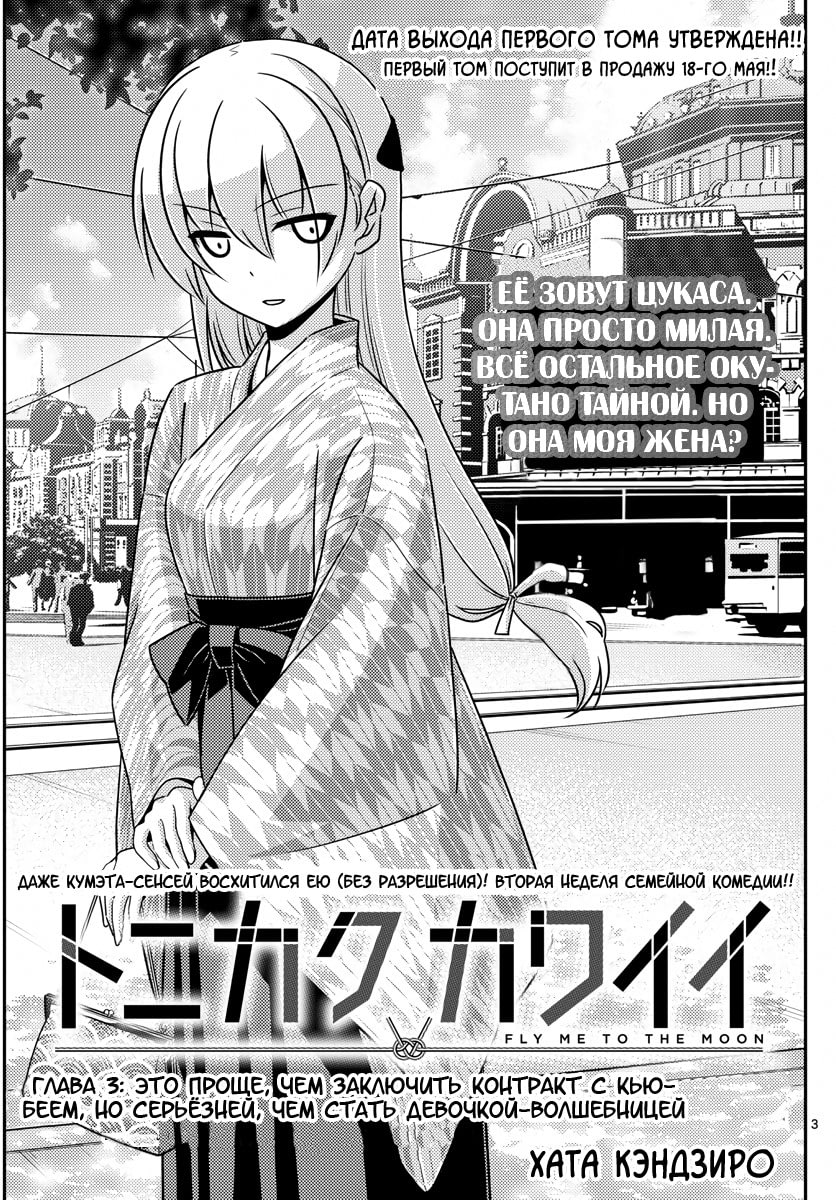 ДАТА ВЫХОДА ПЕРВОГО ТОМА УТВЕРЖДЕНА!!
ПЕРВЫЙ ТОМ ПОСТУПИТ В ПРОДАЖУ 18-ГО МАЯ!!
ЕЁ ЗОВУТ ЦУКАСА.
ОНА ПРОСТО МИЛАЯ.
ВСЁ ОСТАЛЬНОЕ ОКУ-
ТАНО ТАЙНОЙ. НО
ОНА МОЯ ЖЕНА?
ДАЖЕ КУМЭТА-СЕНСЕЙ ВОСХИТИЛСЯ ЕЮ (БЕЗ РАЗРЕШЕНИЯ)! ВТОРАЯ НЕДЕЛЯ СЕМЕЙНОЙ КОМЕДИИ!!
トニカクカワイイ
FLY ME TO THE MOON
ГЛАВА 3: ЭТО ПРОЩЕ, ЧЕМ ЗАКЛЮЧИТЬ КОНТРАКТ С КЬЮ-
БЕЕМ, НО СЕРЬЁЗНЕЙ, ЧЕМ СТАТЬ ДЕВОЧКОЙ-ВОЛШЕБНИЦЕЙ
3
ХАТА КЭНДЗИРО